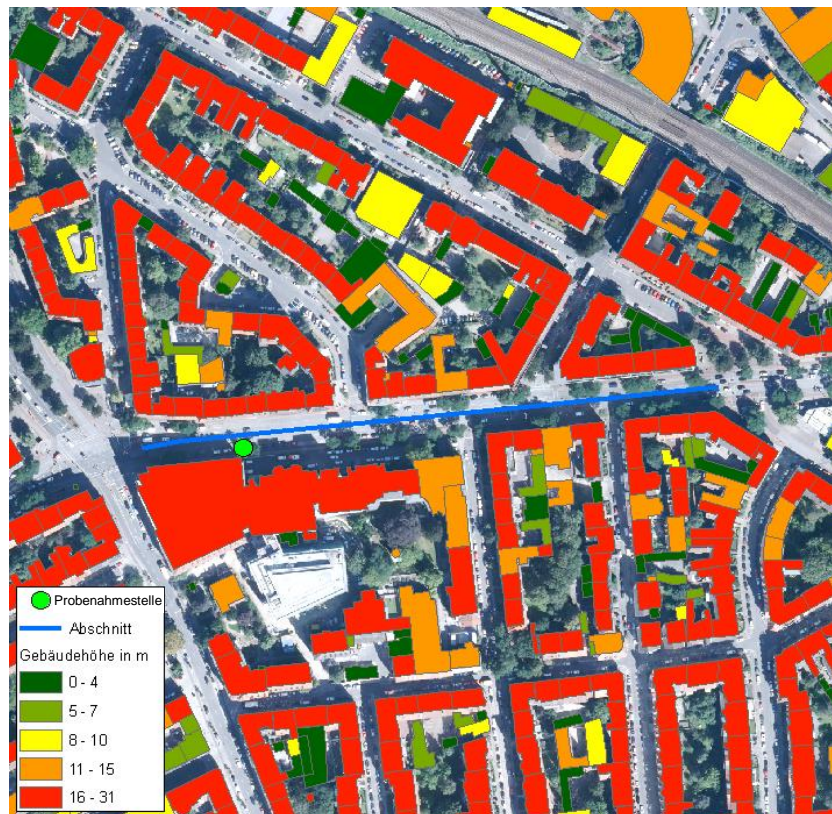 Probenahmestelle
Abschnitt
Gebäudehöhe in m
0 - 4
5 - 7
8 - 10
11 - 15
16 - 31